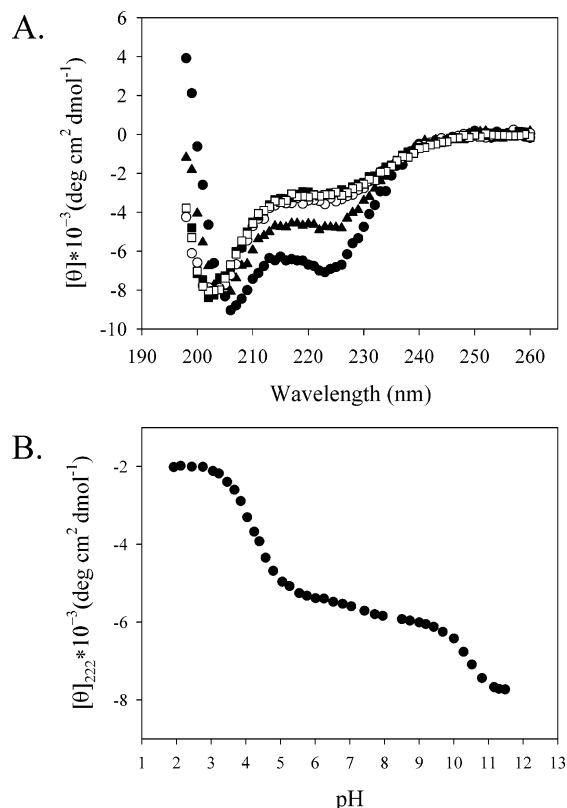 A.
[θ]*10⁻³(deg cm² dmol⁻¹)
6
4
2
0
-2
-4
-6
-8
-10
190 200 210 220 230 240 250 260
Wavelength (nm)
B.
[θ]₂₂₂*10⁻³(deg cm² dmol⁻¹)
-2
-4
-6
-8
1 2 3 4 5 6 7 8 9 10 11 12 13
pH